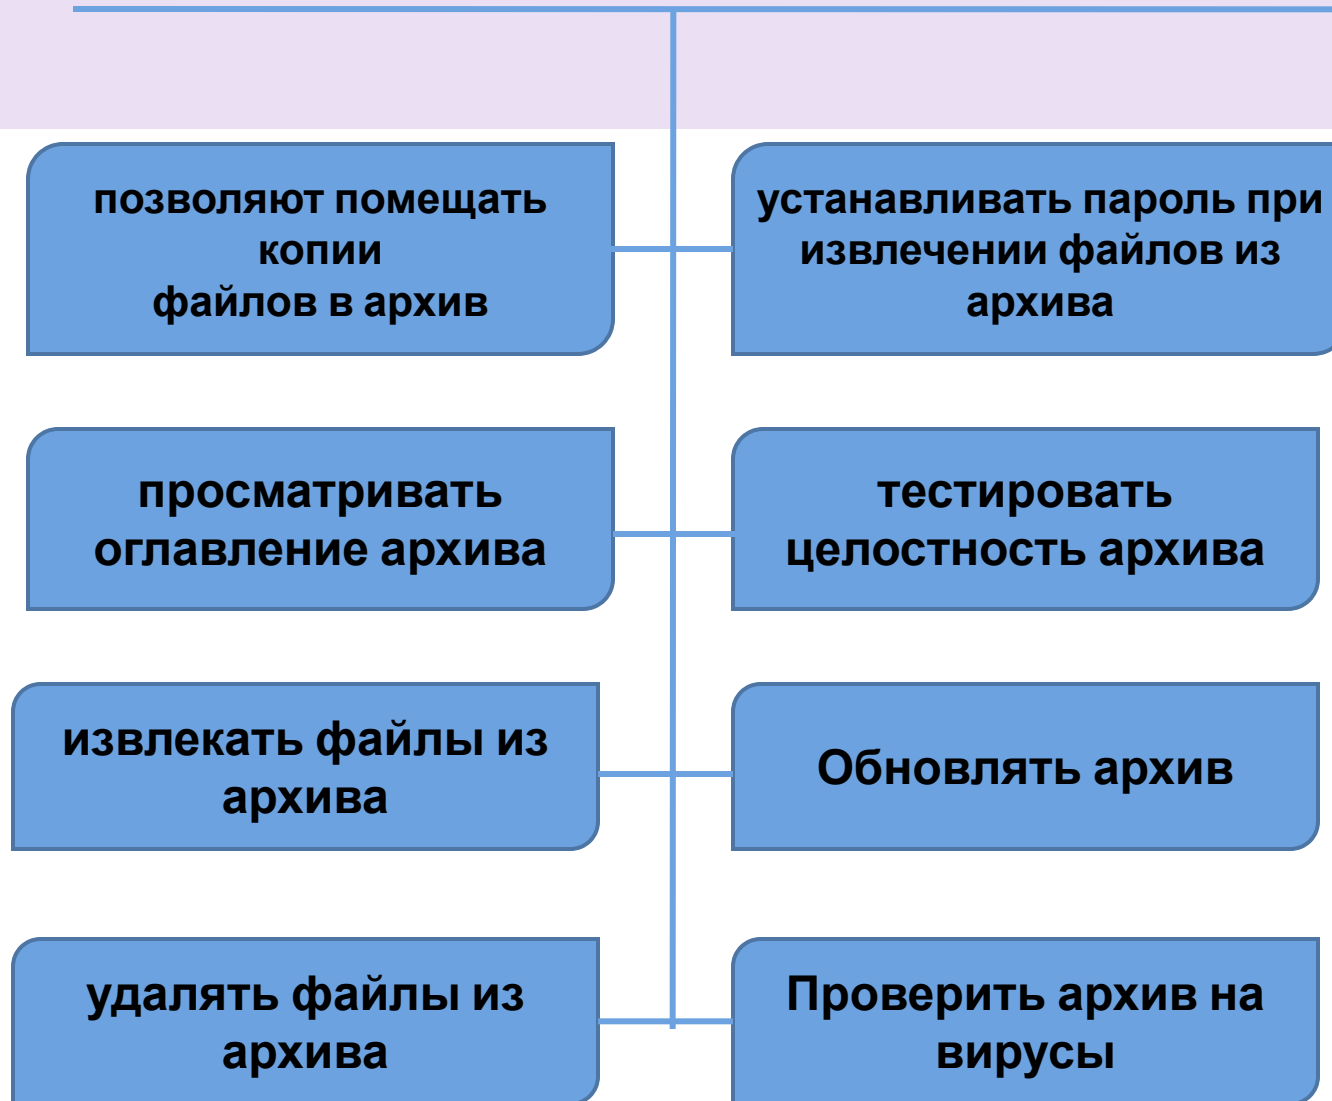 позволяют помещать
копии
файлов в архив
устанавливать пароль при
извлечении файлов из
архива
просматривать
оглавление архива
тестировать
целостность архива
извлекать файлы из
архива
Обновлять архив
удалять файлы из
архива
Проверить архив на
вирусы